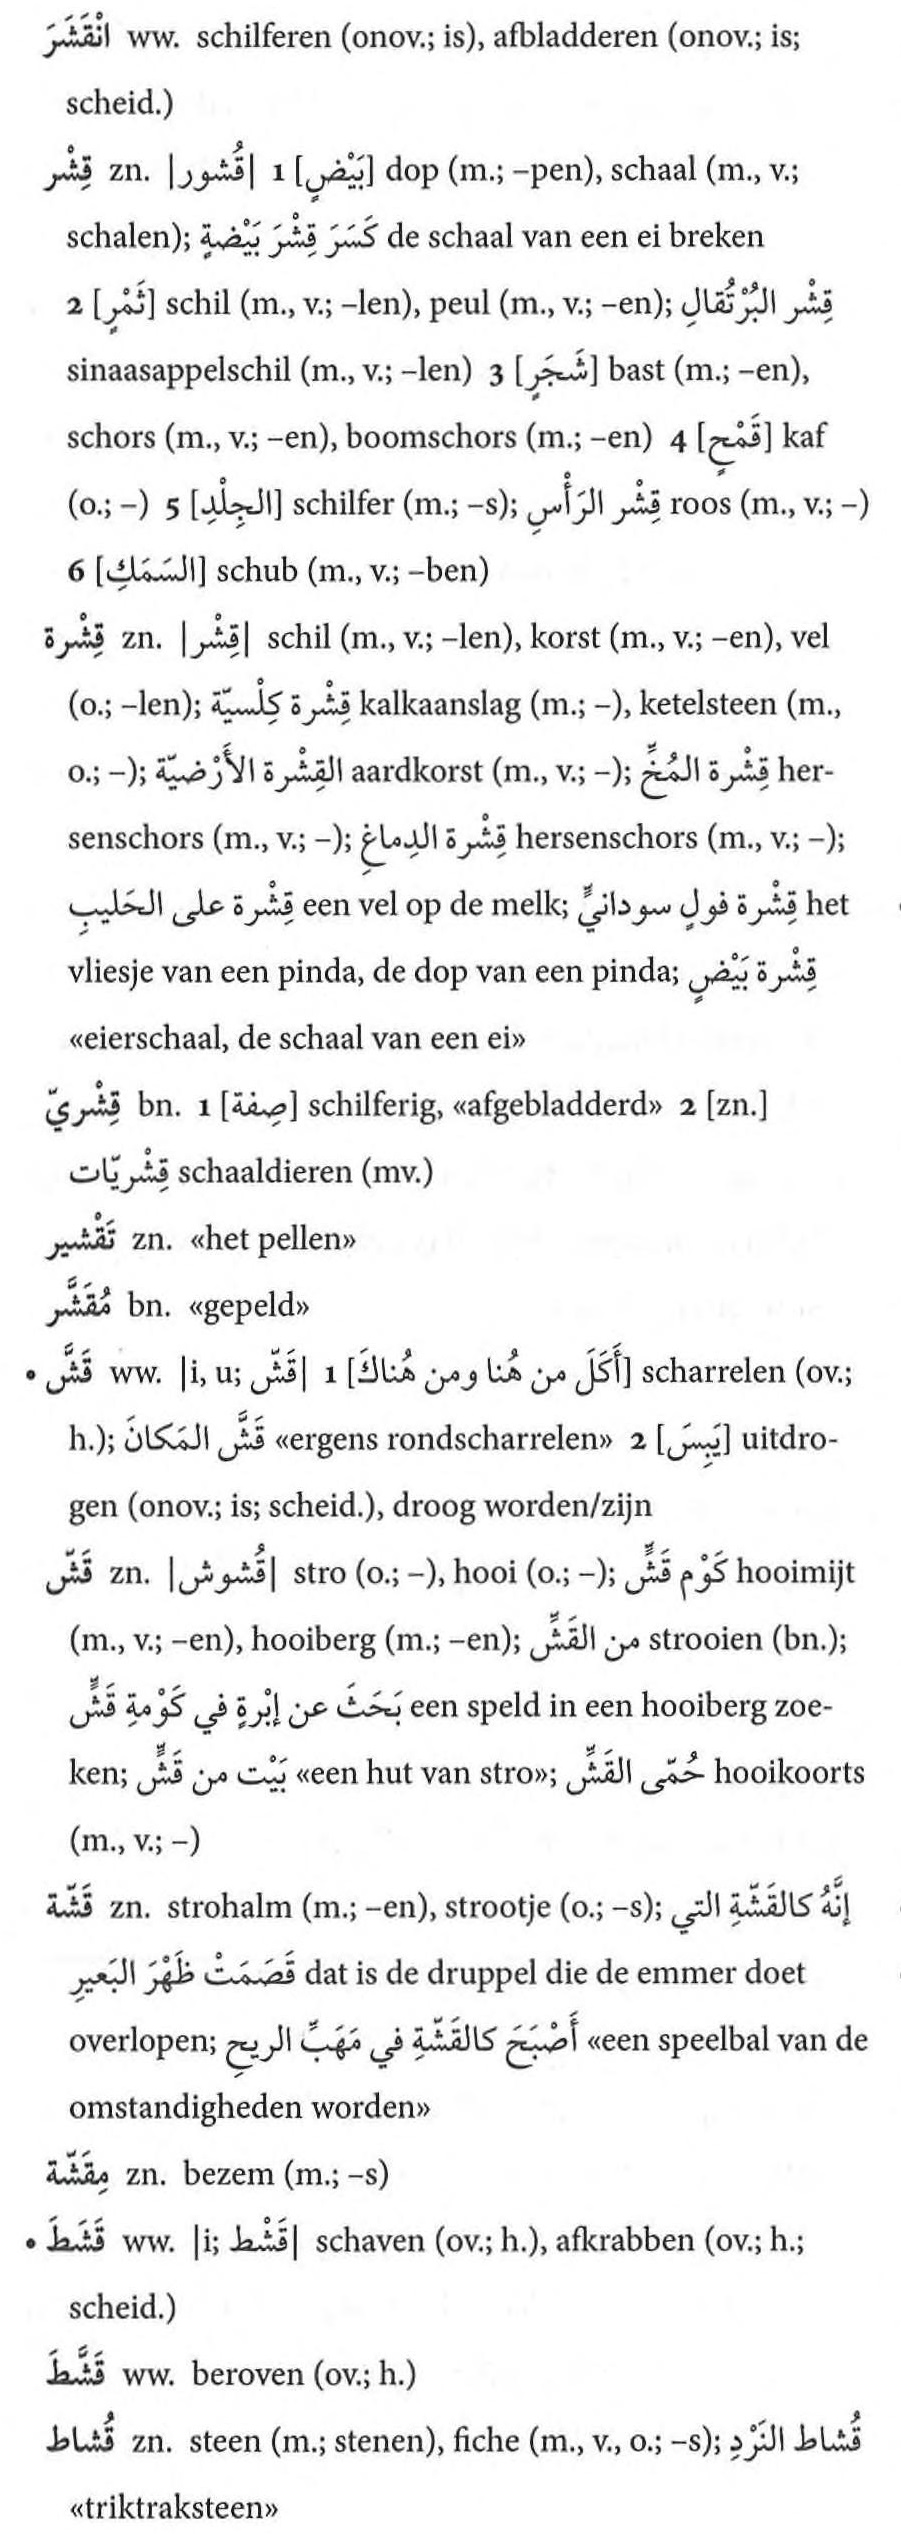 اِنْقَشَرَ ww. schilferen (onov.; is), afbladderen (onov.; is;
scheid.)
قِشْر zn. |قُشور| 1 [بَيْضٍ] dop (m.; –pen), schaal (m., v.;
schalen); كَسَرَ قِشْرَ بَيْضةٍ de schaal van een ei breken
2 [ثَمْرٍ] schil (m., v.; –len), peul (m., v.; –en); قِشْر البُرْتُقالِ
sinaasappelschil (m., v.; –len) 3 [شَجَرٍ] bast (m.; –en),
schors (m., v.; –en), boomschors (m.; –en) 4 [قَمْحٍ] kaf
(o.; –) 5 [الجِلْدِ] schilfer (m.; –s); قِشْر الرَأْسِ roos (m., v.; –)
6 [السَمَكِ] schub (m., v.; –ben)
قِشْرة zn. |قِشْر| schil (m., v.; –len), korst (m., v.; –en), vel
(o.; –len); قِشْرة كِلْسيّة kalkaanslag (m.; –), ketelsteen (m.,
o.; –); القِشْرة الأَرْضيّة aardkorst (m., v.; –); قِشْرة المُخِّ her-
senschors (m., v.; –); قِشْرة الدِماغِ hersenschors (m., v.; –);
قِشْرة على الحَليبِ een vel op de melk; قِشْرة فولٍ سودانيٍّ het
vliesje van een pinda, de dop van een pinda; قِشْرة بَيْضٍ
«eierschaal, de schaal van een ei»
قِشْريّ bn. 1 [صِفة] schilferig, «afgebladderd» 2 [zn.]
قِشْريّات schaaldieren (mv.)
تَقْشير zn. «het pellen»
مُقَشَّر bn. «gepeld»
• قَشَّ ww. |i, u; قَشّ| 1 [أَكَلَ من هُنا ومن هُناكَ] scharrelen (ov.;
h.); قَشَّ المَكانَ «ergens rondscharrelen» 2 [يَبِسَ] uitdro-
gen (onov.; is; scheid.), droog worden/zijn
قَشّ zn. |قُشوش| stro (o.; –), hooi (o.; –); كَوْم قَشٍّ hooimijt
(m., v.; –en), hooiberg (m.; –en); من القَشِّ strooien (bn.);
بَحَثَ عن إبْرةٍ في كَوْمةِ قَشٍّ een speld in een hooiberg zoe-
ken; بَيْت من قَشٍّ «een hut van stro»; حُمّى القَشِّ hooikoorts
(m., v.; –)
قَشّة zn. strohalm (m.; –en), strootje (o.; –s); إنَّهُ كالقَشّةِ التي
قَصَمَتْ ظَهْرَ البَعيرِ dat is de druppel die de emmer doet
overlopen; أَصْبَحَ كالقَشّةِ في مَهَبِّ الريحِ «een speelbal van de
omstandigheden worden»
مِقَشّة zn. bezem (m.; –s)
• قَشَطَ ww. |i; قَشْط| schaven (ov.; h.), afkrabben (ov.; h.;
scheid.)
قَشَّطَ ww. beroven (ov.; h.)
قُشاط zn. steen (m.; stenen), fiche (m., v., o.; –s); قُشاط النَرْدِ
«triktraksteen»